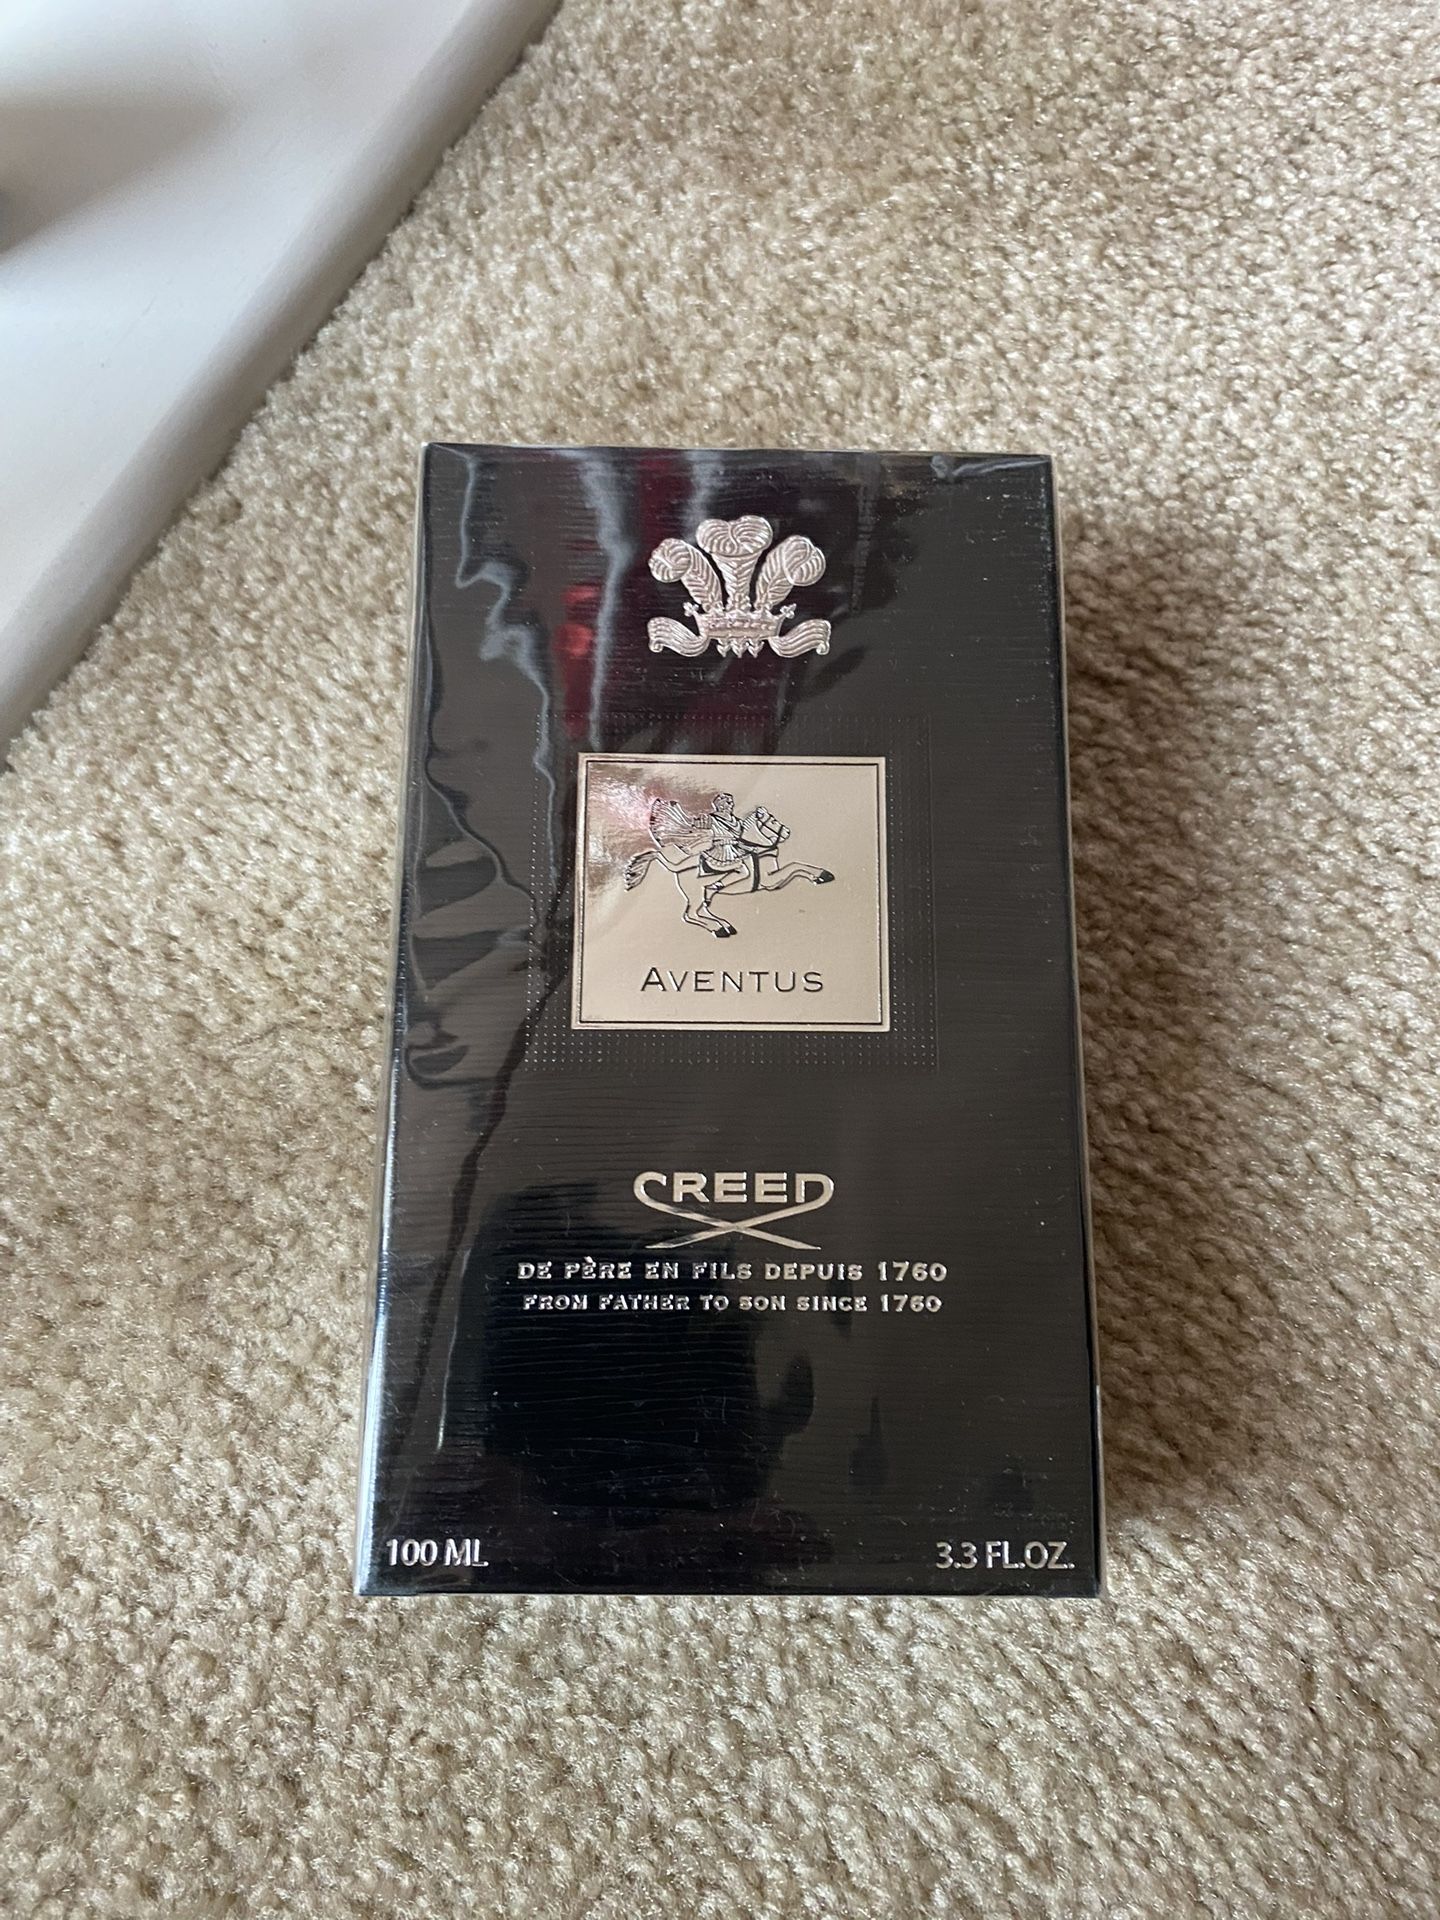 AVENTUS
CREED
DE PÈRE EN FILS DEPUIS 1760
FROM FATHER TO SON SINCE 1760
100 ML
3.3 FL.OZ.